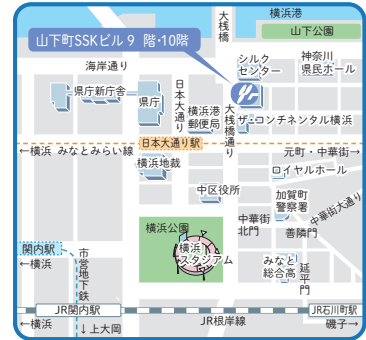 横浜港
大桟橋
山下公園
山下町SSKビル 9 階・10階
海岸通り
シルク
センター
神奈川
県民ホール
県庁新庁舎
県庁
日本大通り
横浜港
郵便局
大桟橋通り
ザ・コンチネンタル横浜
日本大通り駅
←横浜 みなとみらい線
元町・中華街→
横浜地裁
ロイヤルホール
中区役所
加賀町
警察署
中華街大通り
横浜公園
中華街
北門
善隣門
横浜
スタジアム
関内駅
←横浜
市営地下鉄
みなと
総合高
延平門
JR関内駅
JR石川町駅
←横浜
↓上大岡
JR根岸線
磯子→